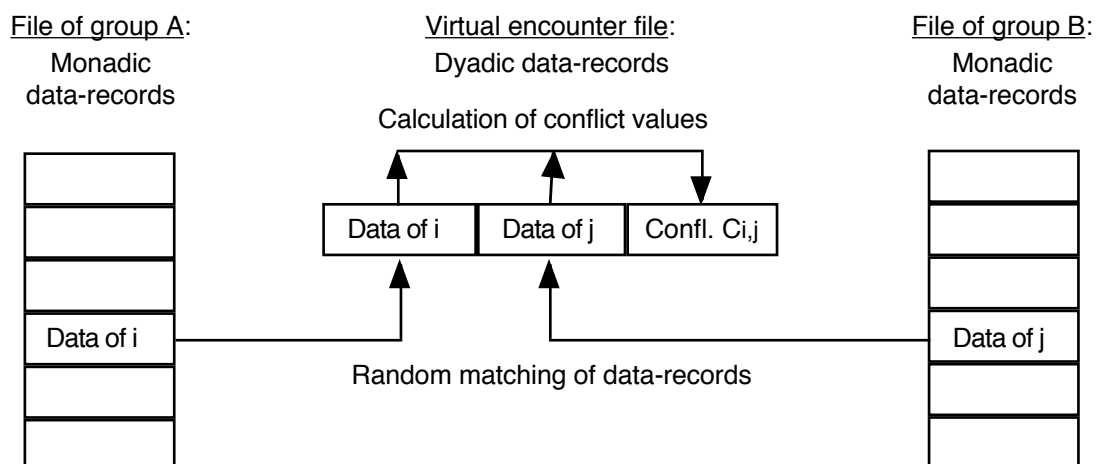 File of group A:
Monadic
data-records
Virtual encounter file:
Dyadic data-records
File of group B:
Monadic
data-records
Calculation of conflict values
Data of i
Data of j
Confl. Ci,j
Data of i
Data of j
Random matching of data-records